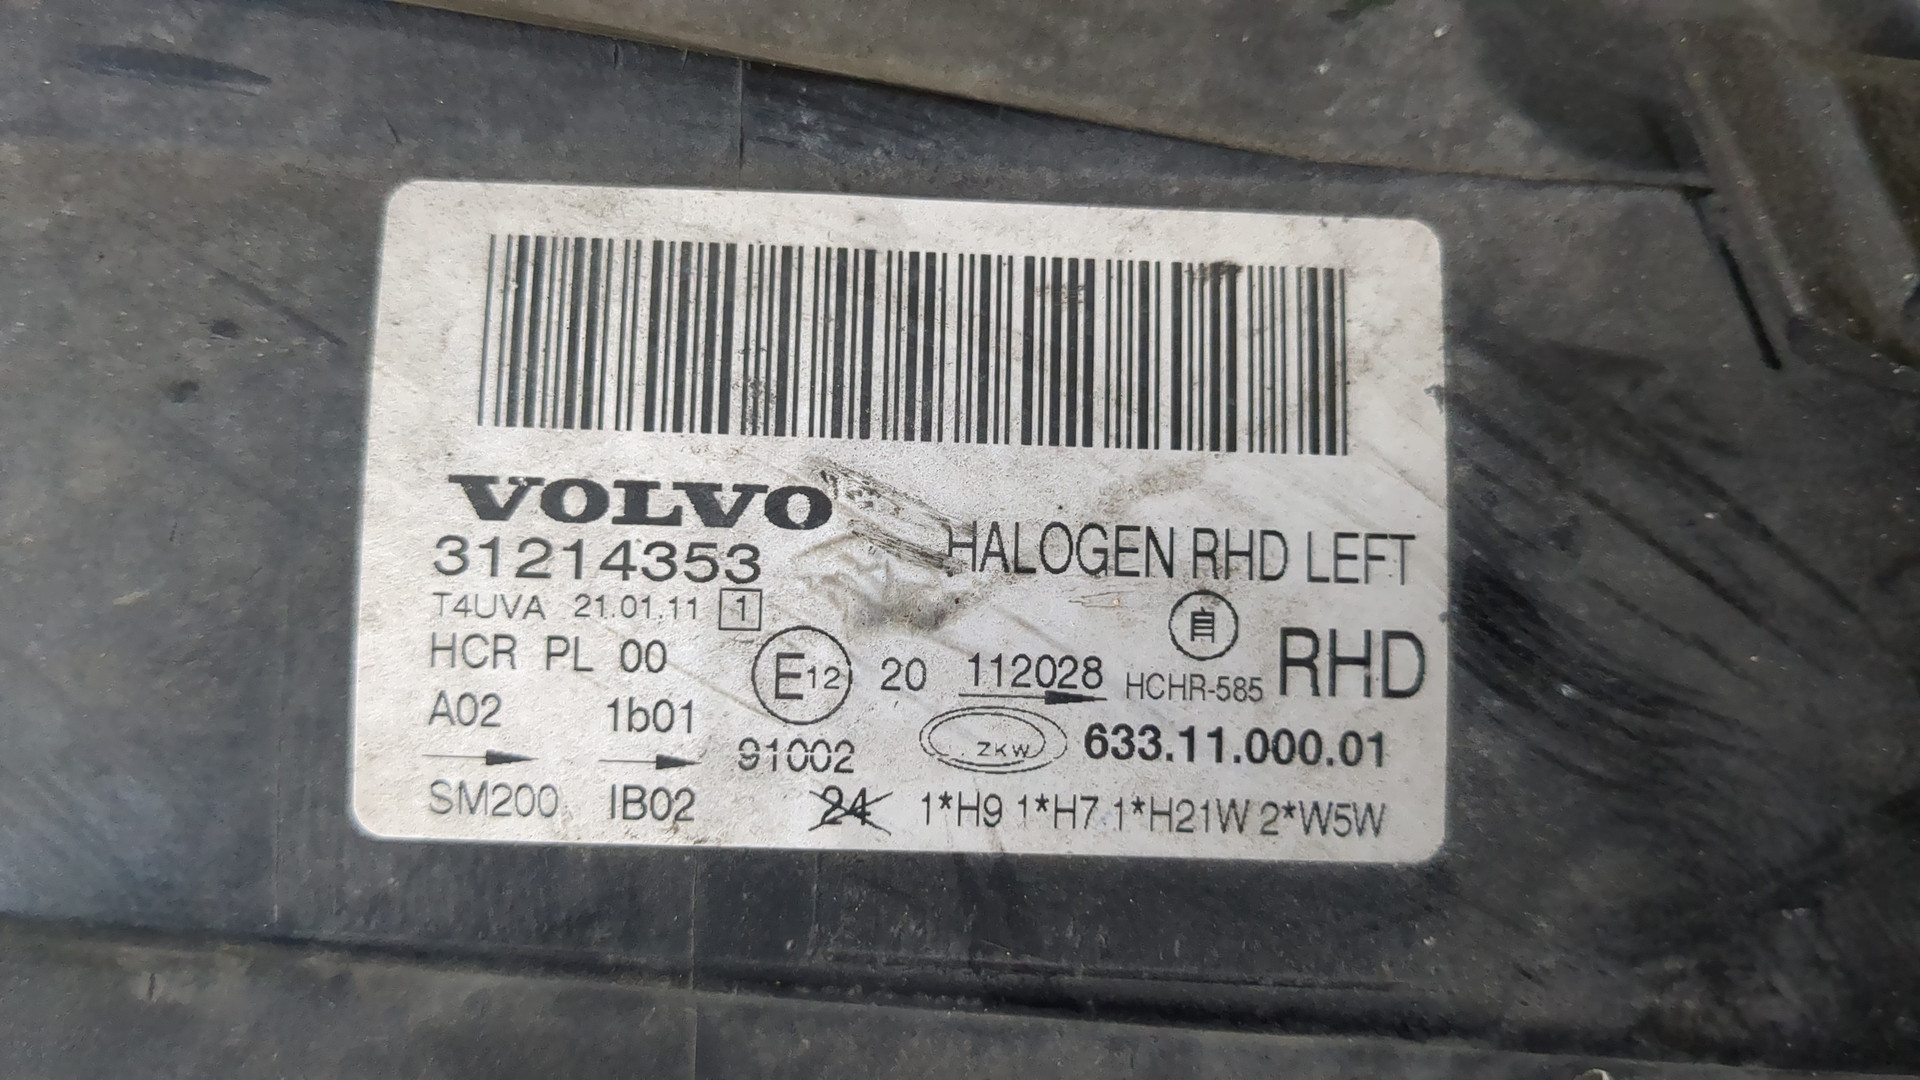 VOLVO
31214353
HALOGEN RHD LEFT
T4UVA 21.01.11 1
HCR PL 00
E12 20 112028
自
HCHR-585 RHD
A02 1b01
91002
ZKW 633.11.000.01
SM200 IB02
24 1*H9 1*H7 1*H21W 2*W5W